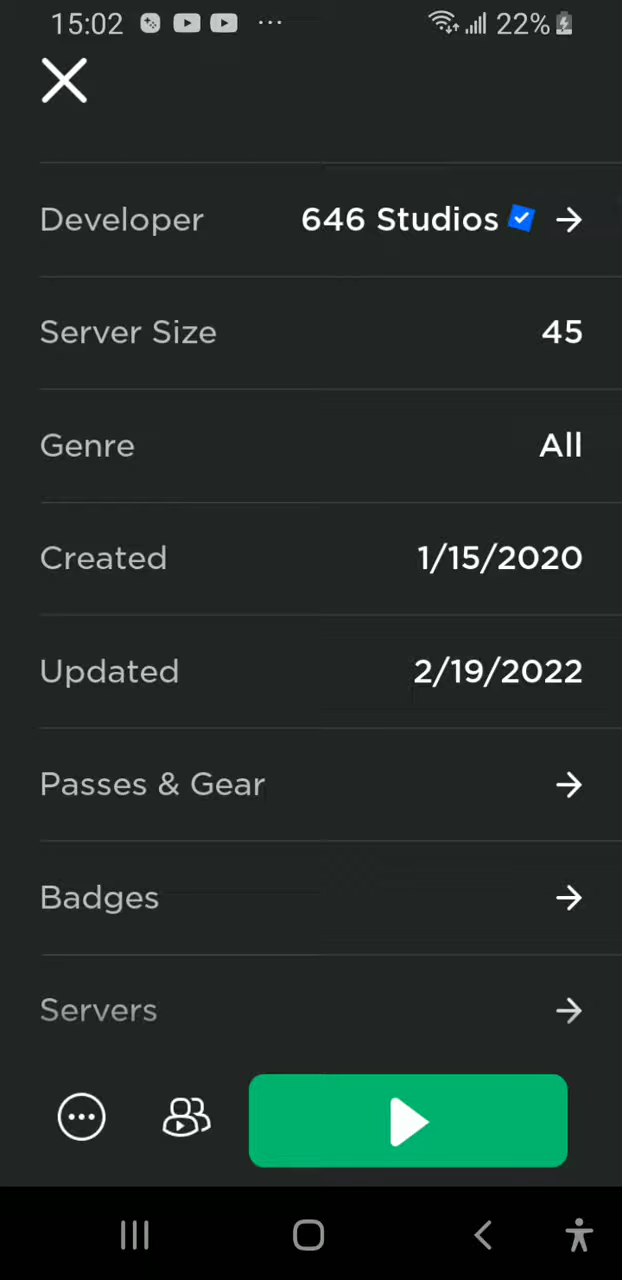 15:02 22%
Developer 646 Studios
Server Size 45
Genre All
Created 1/15/2020
Updated 2/19/2022
Passes & Gear
Badges
Servers